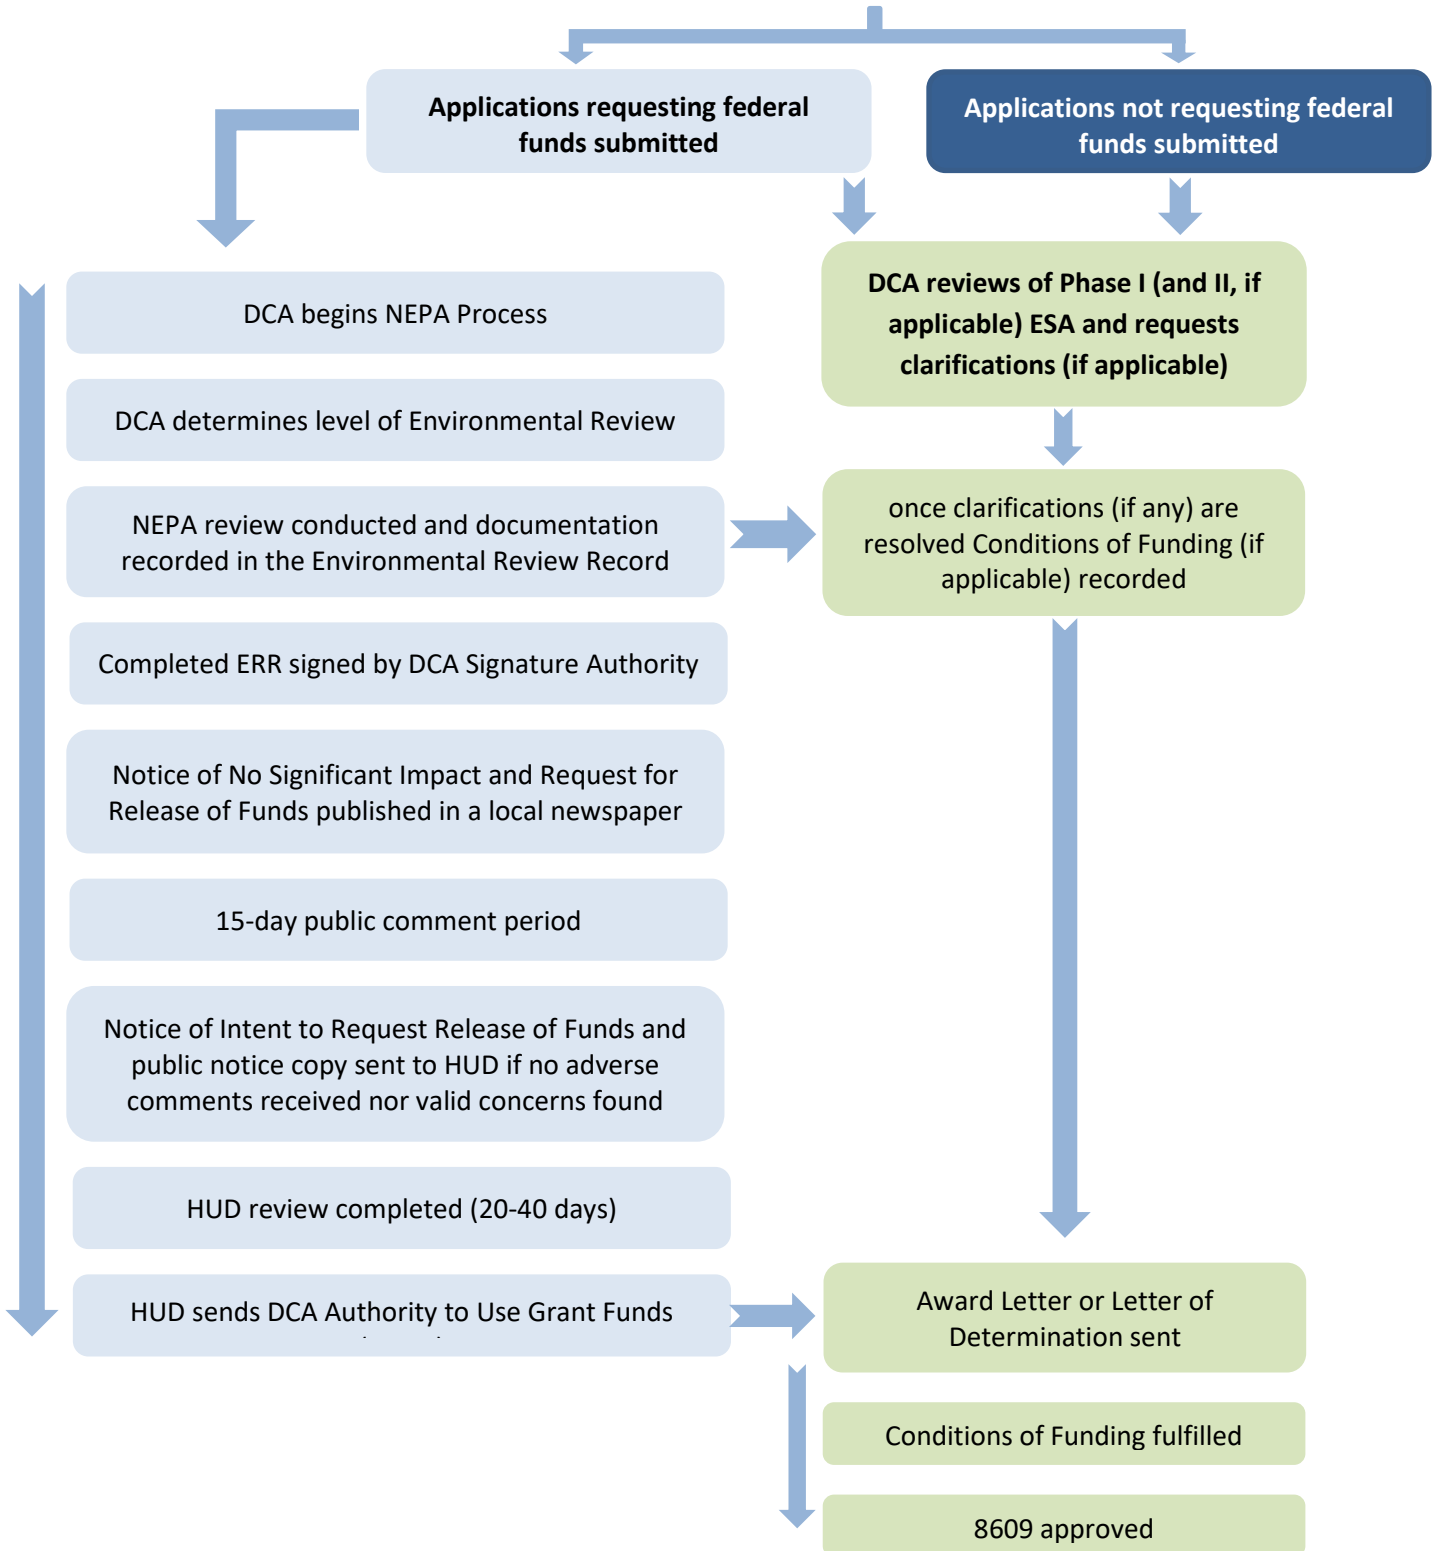 Applications requesting federal
funds submitted
Applications not requesting federal
funds submitted
DCA begins NEPA Process
DCA determines level of Environmental Review
NEPA review conducted and documentation
recorded in the Environmental Review Record
Completed ERR signed by DCA Signature Authority
Notice of No Significant Impact and Request for
Release of Funds published in a local newspaper
15-day public comment period
Notice of Intent to Request Release of Funds and
public notice copy sent to HUD if no adverse
comments received nor valid concerns found
HUD review completed (20-40 days)
HUD sends DCA Authority to Use Grant Funds
DCA reviews of Phase I (and II, if
applicable) ESA and requests
clarifications (if applicable)
once clarifications (if any) are
resolved Conditions of Funding (if
applicable) recorded
Award Letter or Letter of
Determination sent
Conditions of Funding fulfilled
8609 approved